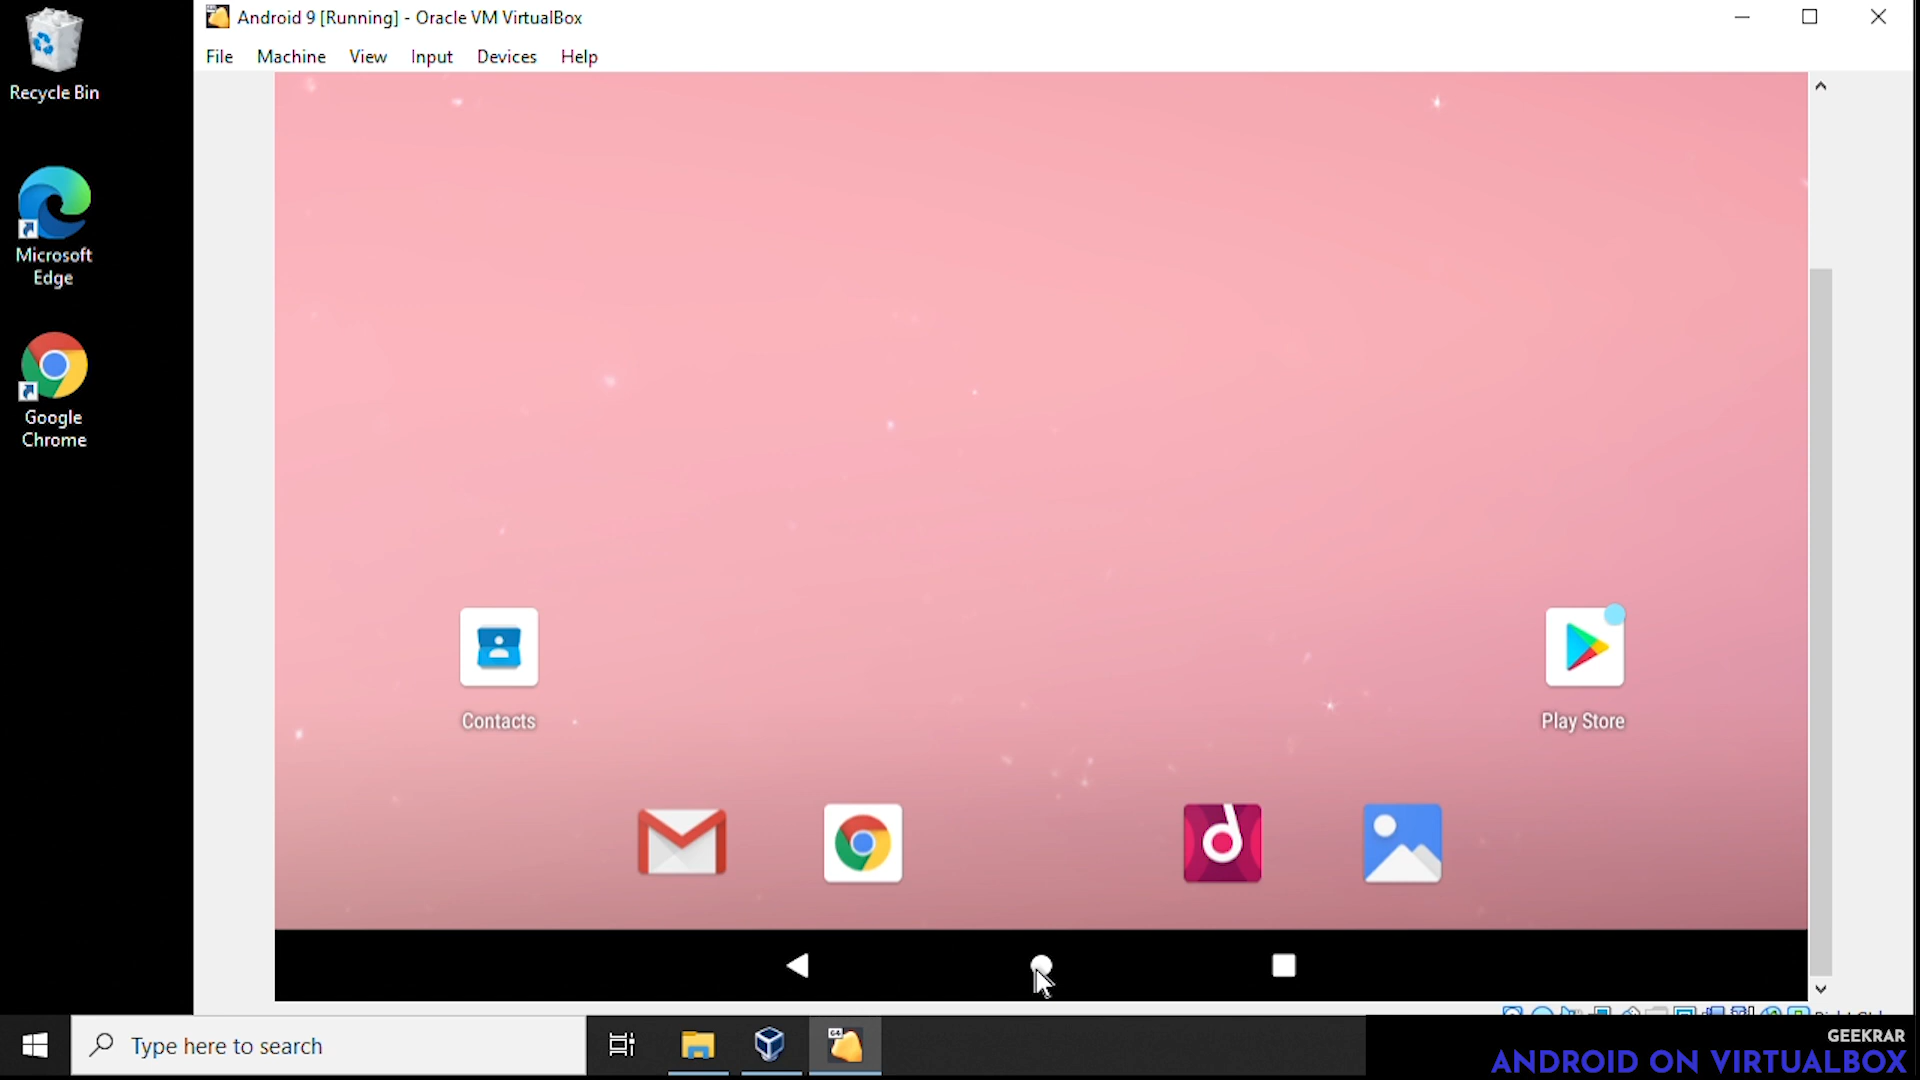 Android 9 [Running] - Oracle VM VirtualBox
File Machine View Input Devices Help
Recycle Bin
Microsoft
Edge
Google
Chrome
Contacts
Play Store
Type here to search
64
GEEKRAR
ANDROID ON VIRTUALBOX